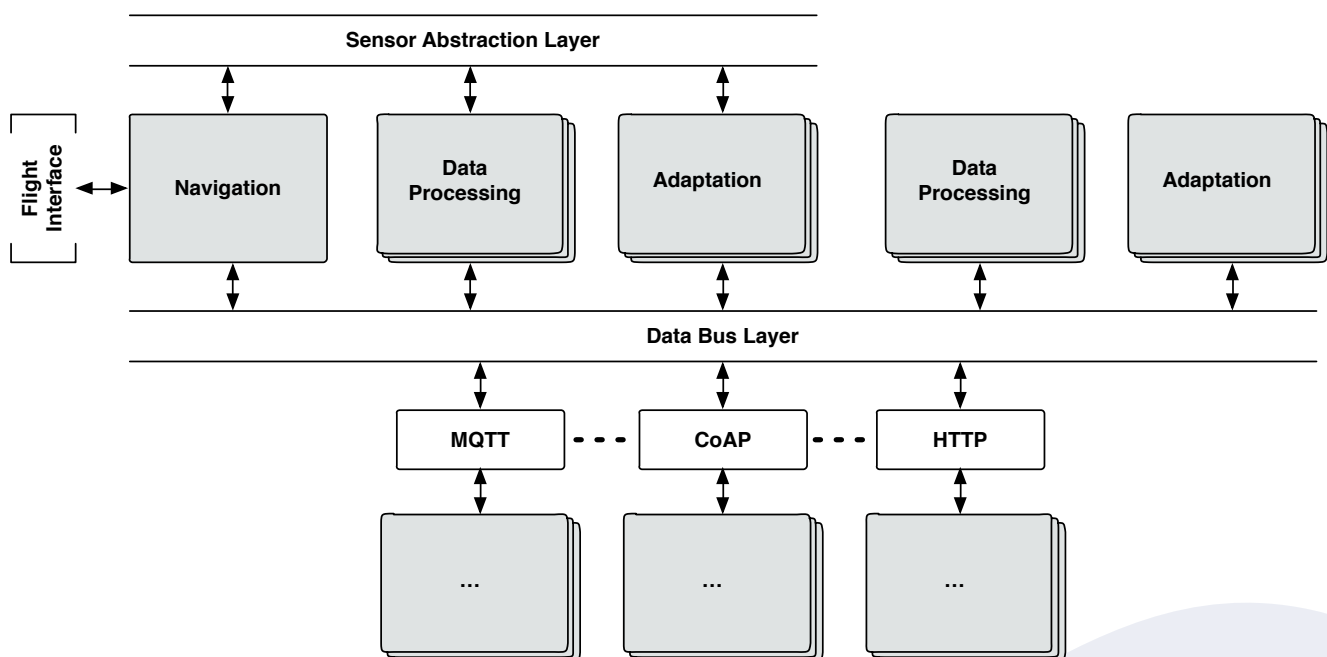 Sensor Abstraction Layer
Flight
Interface
Navigation
Data
Processing
Adaptation
Data
Processing
Adaptation
Data Bus Layer
MQTT
CoAP
HTTP
...
...
...